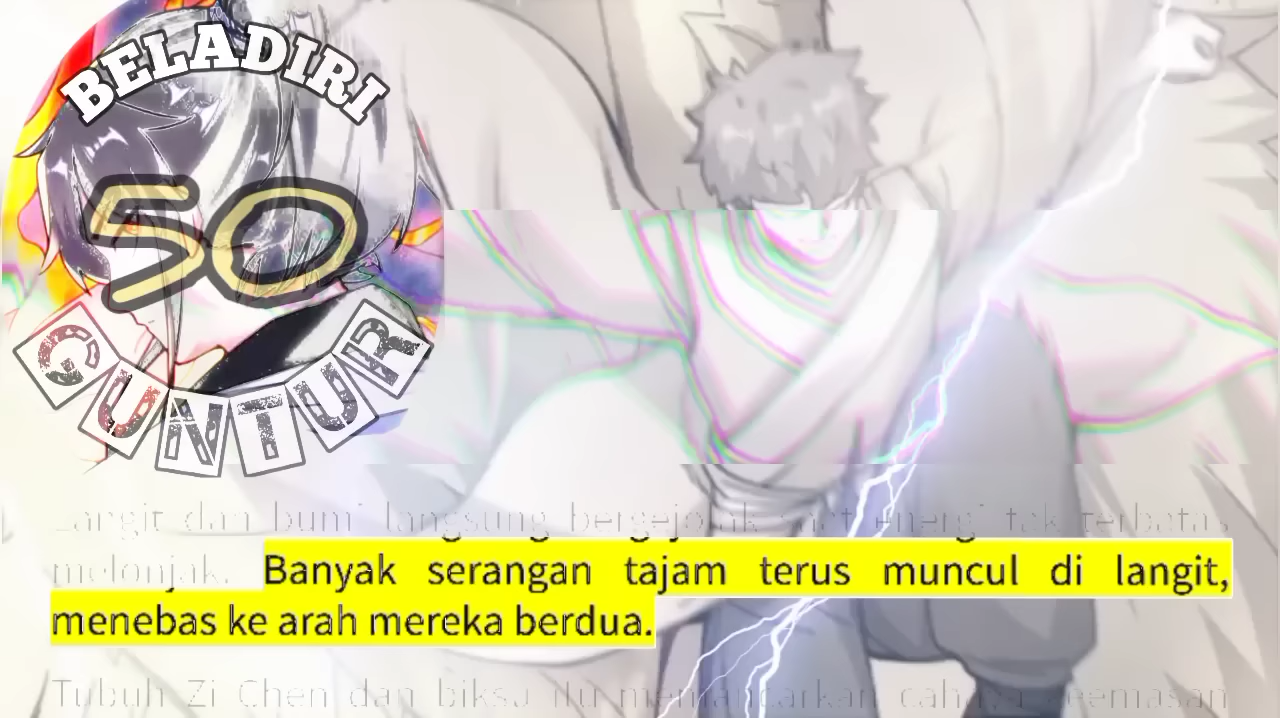 BELADIRI
50
GUNTUR
Langit dan bumi langsung bergejolak saat energi tak terbatas
melonjak. Banyak serangan tajam terus muncul di langit,
menebas ke arah mereka berdua.
Tubuh Zi Chen dan biksu itu memancarkan cahaya keemasan